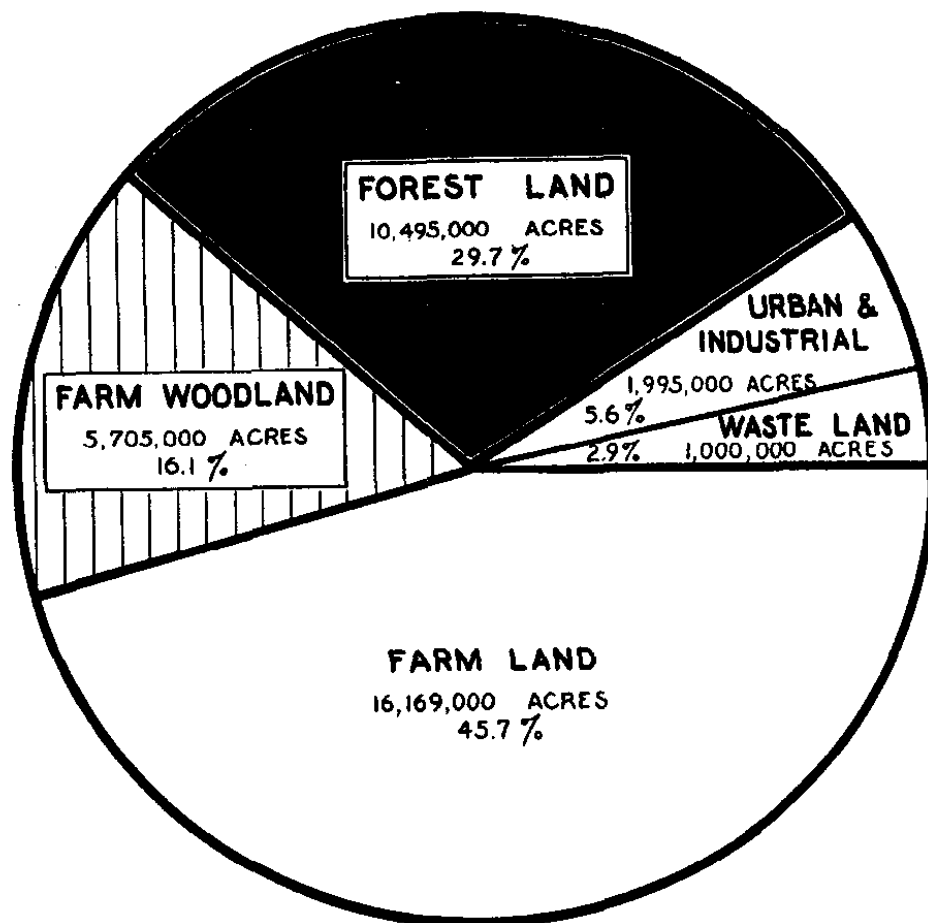 FOREST LAND
10,495,000 ACRES
29.7%
URBAN &
INDUSTRIAL
1,995,000 ACRES
5.6%
WASTE LAND
2.9% 1,000,000 ACRES
FARM WOODLAND
5,705,000 ACRES
16.1%
FARM LAND
16,169,000 ACRES
45.7%